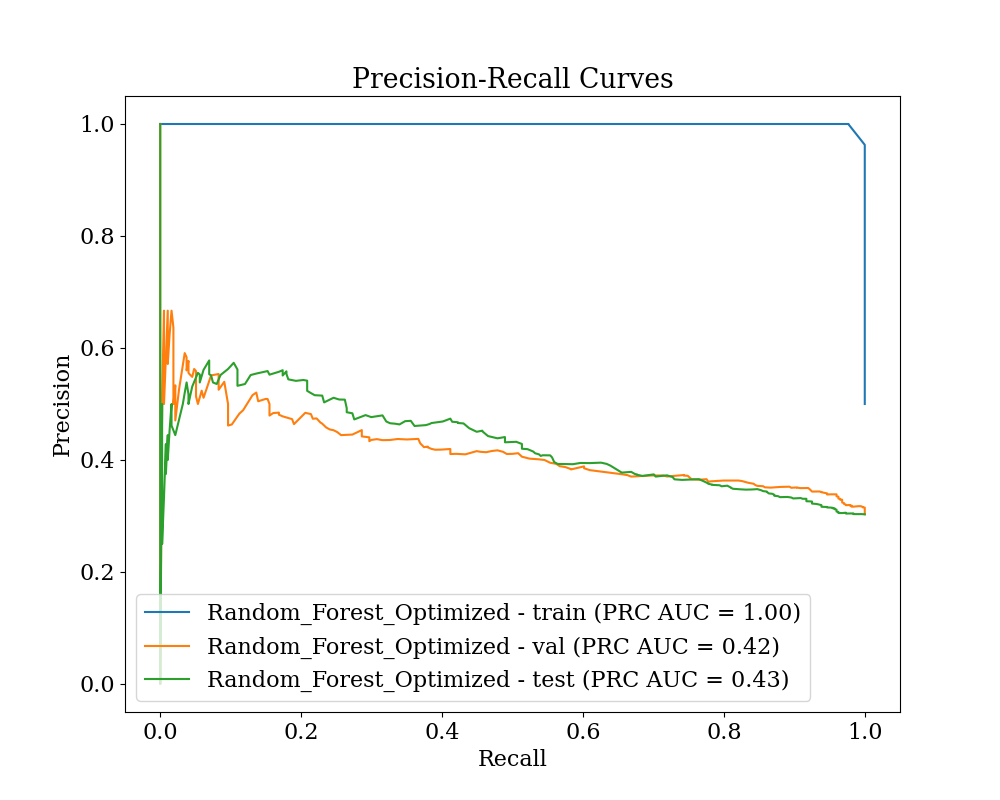 Precision-Recall Curves
1.0
0.8
0.6
0.4
0.2
0.0
Precision
Random_Forest_Optimized - train (PRC AUC = 1.00)
Random_Forest_Optimized - val (PRC AUC = 0.42)
Random_Forest_Optimized - test (PRC AUC = 0.43)
0.0 0.2 0.4 0.6 0.8 1.0
Recall